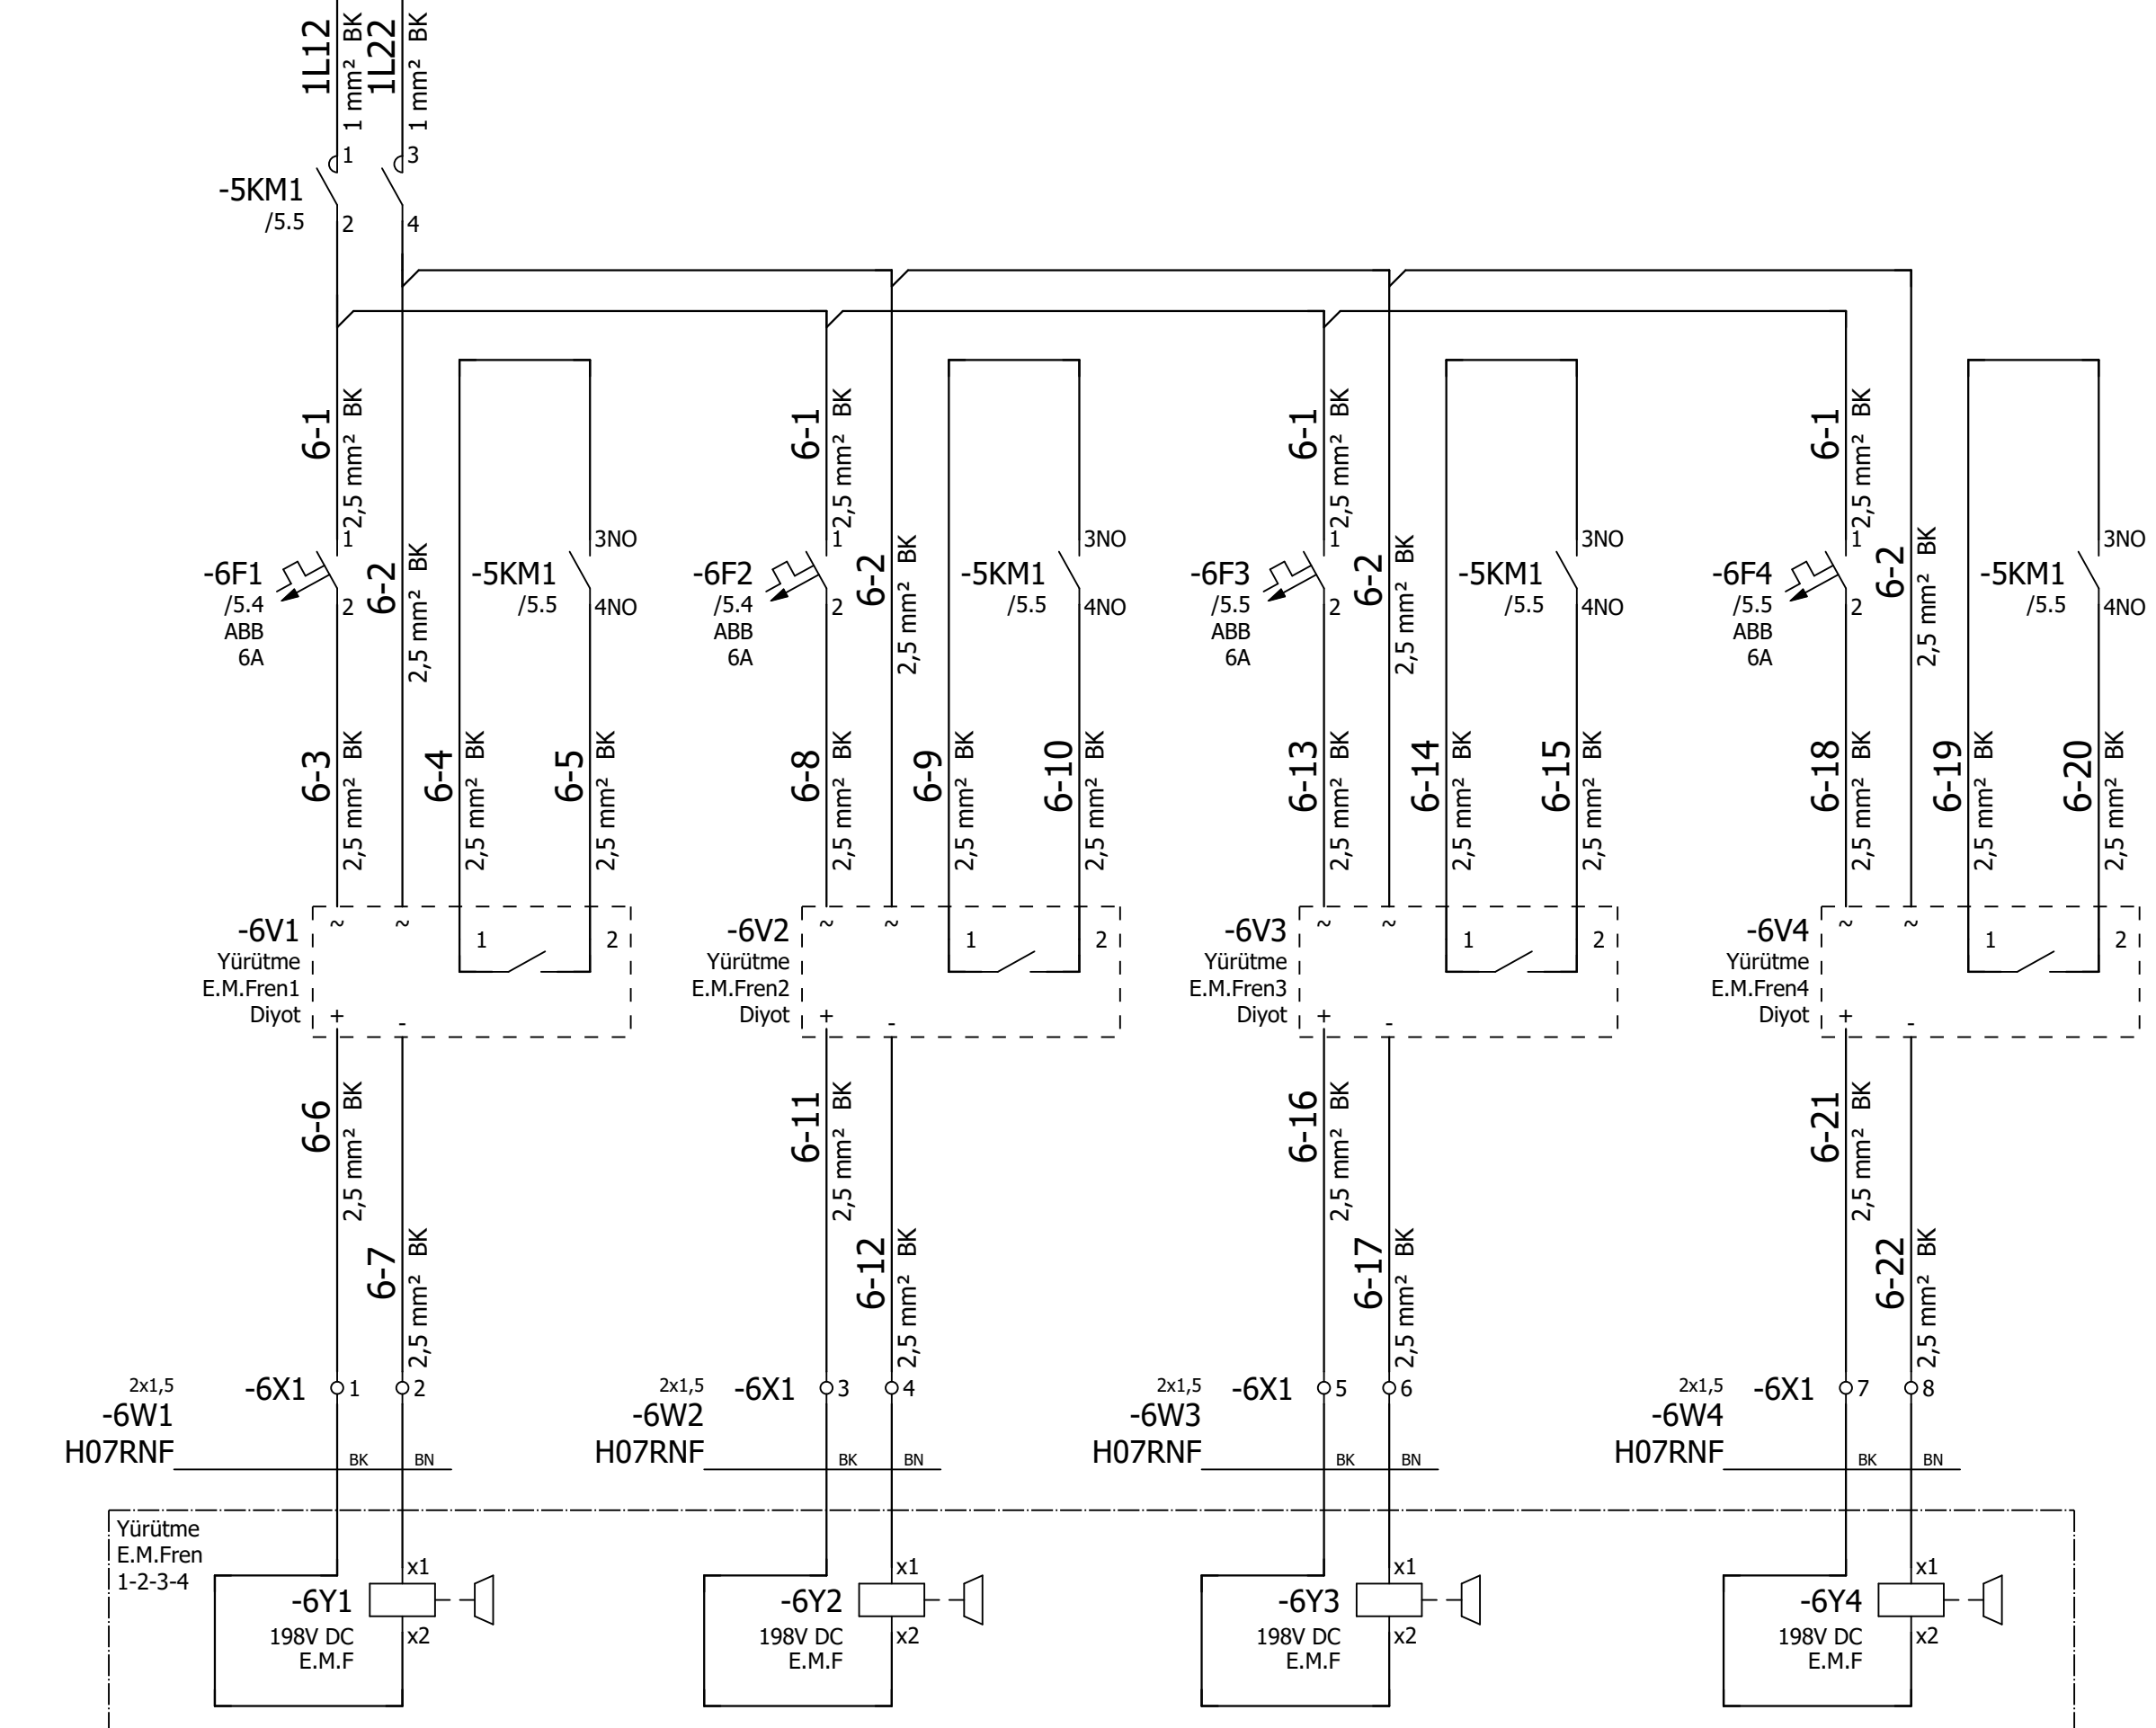 1L12
1 mm² BK
1L22
1 mm² BK
-5KM1
/5.5
1
2
3
4
6-1
2,5 mm² BK
6-2
2,5 mm² BK
-6F1
/5.4
ABB
6A
1
2
-5KM1
/5.5
3NO
4NO
6-1
2,5 mm² BK
6-2
2,5 mm² BK
-6F2
/5.4
ABB
6A
1
2
-5KM1
/5.5
3NO
4NO
6-1
2,5 mm² BK
6-2
2,5 mm² BK
-6F3
/5.5
ABB
6A
1
2
-5KM1
/5.5
3NO
4NO
6-1
2,5 mm² BK
6-2
2,5 mm² BK
-6F4
/5.5
ABB
6A
1
2
-5KM1
/5.5
3NO
4NO
6-3
2,5 mm² BK
6-4
2,5 mm² BK
6-5
2,5 mm² BK
6-8
2,5 mm² BK
6-9
2,5 mm² BK
6-10
2,5 mm² BK
6-13
2,5 mm² BK
6-14
2,5 mm² BK
6-15
2,5 mm² BK
6-18
2,5 mm² BK
6-19
2,5 mm² BK
6-20
2,5 mm² BK
-6V1
Yürütme
E.M.Fren1
Diyot
~ ~
1 2
+ -
-6V2
Yürütme
E.M.Fren2
Diyot
~ ~
1 2
+ -
-6V3
Yürütme
E.M.Fren3
Diyot
~ ~
1 2
+ -
-6V4
Yürütme
E.M.Fren4
Diyot
~ ~
1 2
+ -
6-6
2,5 mm² BK
6-7
2,5 mm² BK
6-11
2,5 mm² BK
6-12
2,5 mm² BK
6-16
2,5 mm² BK
6-17
2,5 mm² BK
6-21
2,5 mm² BK
6-22
2,5 mm² BK
2x1,5
-6W1
H07RNF
-6X1 1 2
BK BN
2x1,5
-6W2
H07RNF
-6X1 3 4
BK BN
2x1,5
-6W3
H07RNF
-6X1 5 6
BK BN
2x1,5
-6W4
H07RNF
-6X1 7 8
BK BN
Yürütme
E.M.Fren
1-2-3-4
x1
-6Y1
198V DC
E.M.F
x2
x1
-6Y2
198V DC
E.M.F
x2
x1
-6Y3
198V DC
E.M.F
x2
x1
-6Y4
198V DC
E.M.F
x2